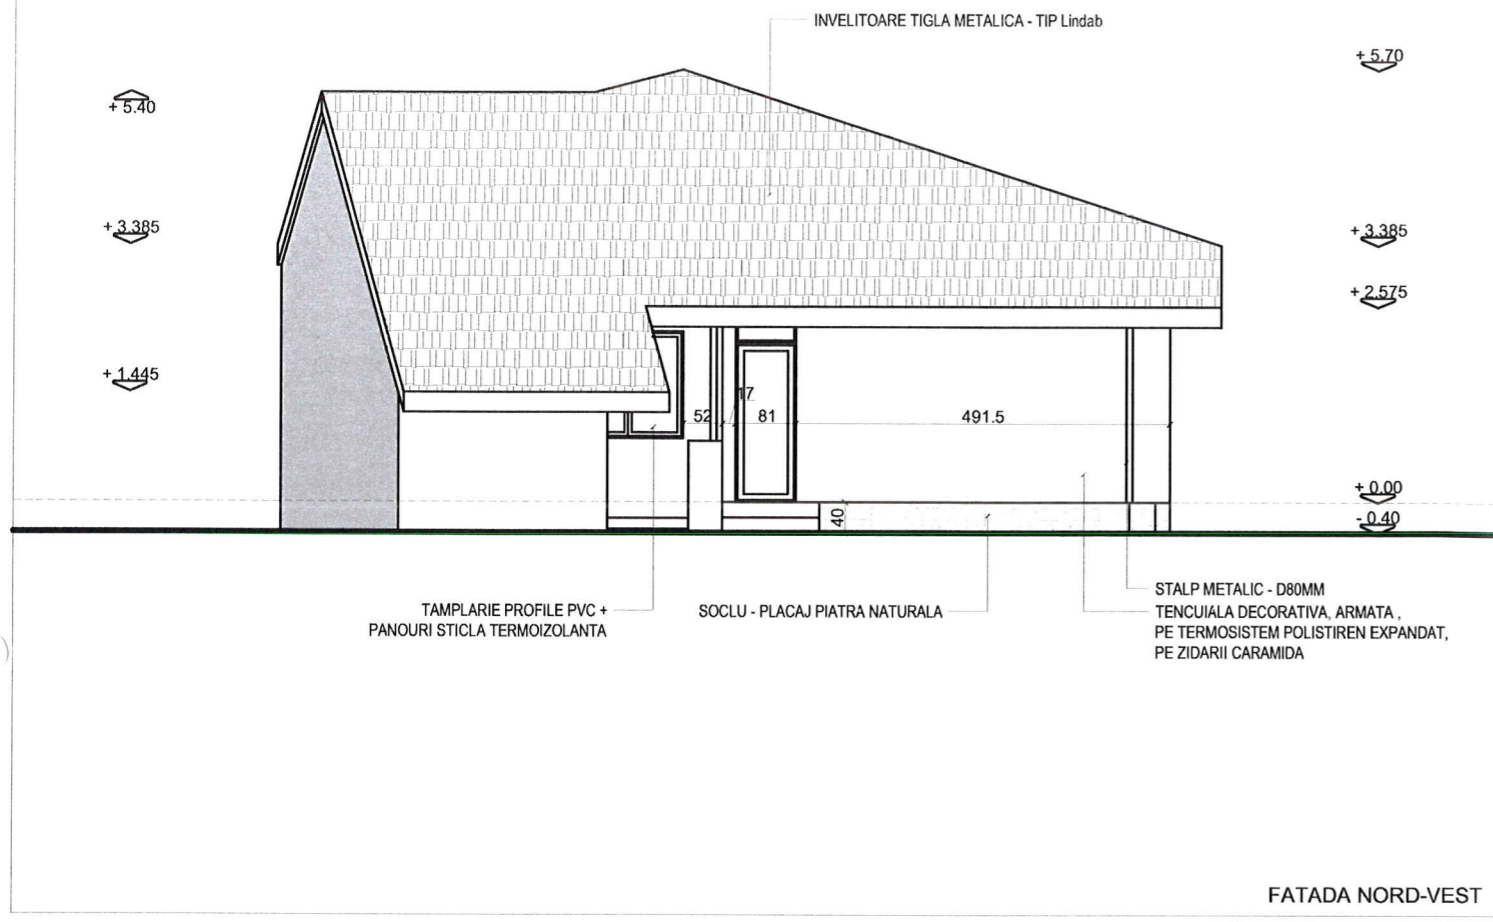 INVELITOARE TIGLA METALICA - TIP Lindab
+ 5.70
+ 5.40
+ 3.385
+ 3.385
+ 2.575
+ 1.445
17
52
81
491.5
+ 0.00
40
- 0.40
STALP METALIC - D80MM
TAMPLARIE PROFILE PVC +
PANOURI STICLA TERMOIZOLANTA
SOCLU - PLACAJ PIATRA NATURALA
TENCUIALA DECORATIVA, ARMATA ,
PE TERMOSISTEM POLISTIREN EXPANDAT,
PE ZIDARII CARAMIDA
FATADA NORD-VEST